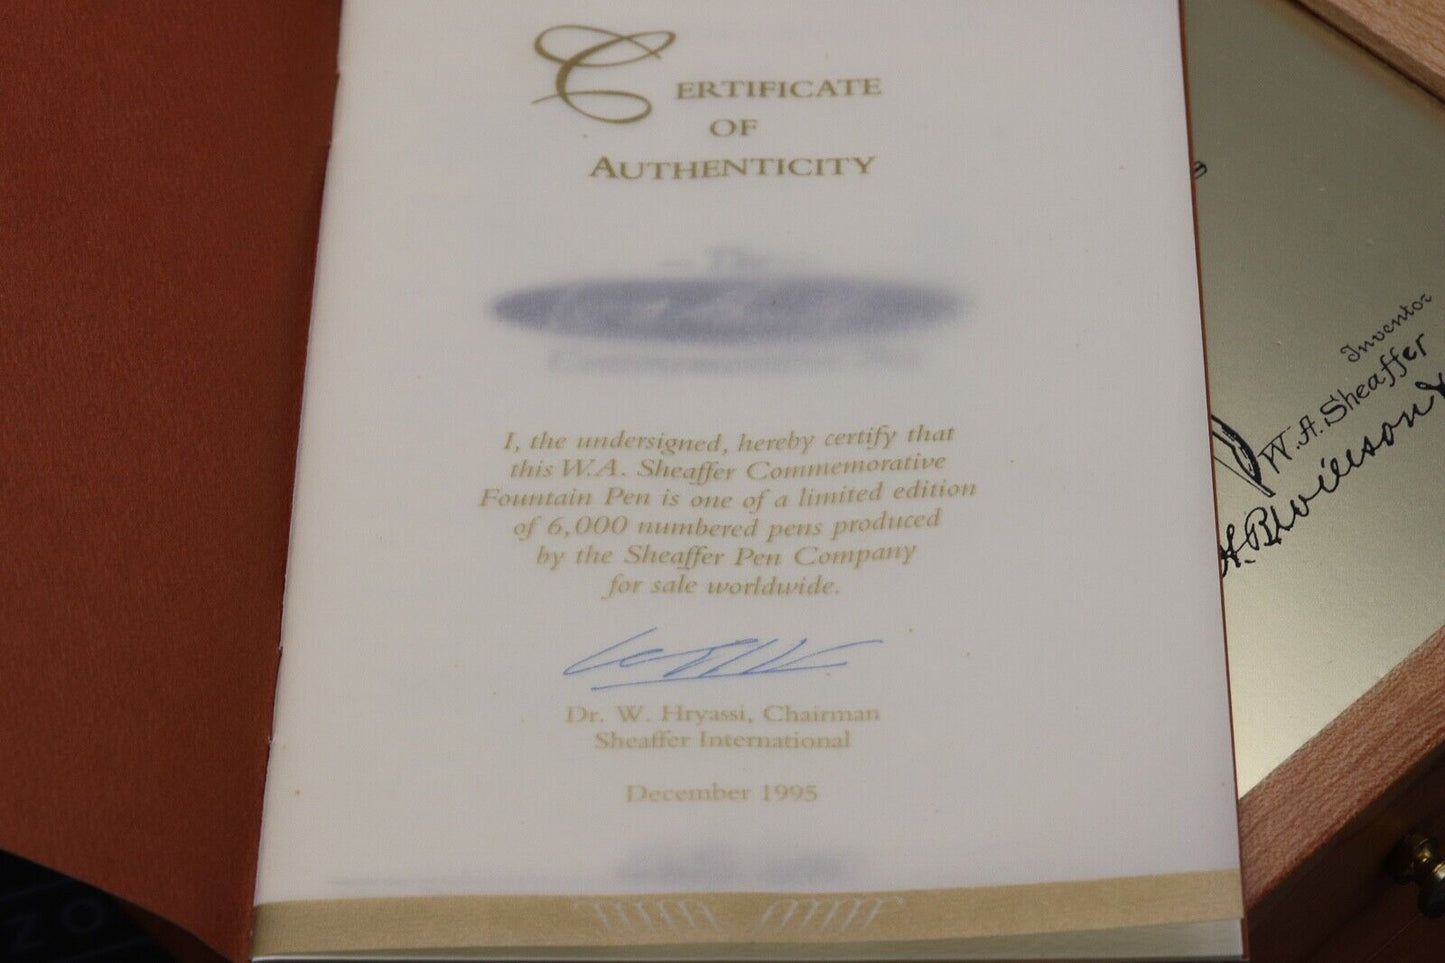 CERTIFICATE
OF
AUTHENTICITY
The
I, the undersigned, hereby certify that
this W.A. Sheaffer Commemorative
Fountain Pen is one of a limited edition
of 6,000 numbered pens produced
by the Sheaffer Pen Company
for sale worldwide.
Dr. W. Hryassi, Chairman
Sheaffer International
December 1995
Inventor
W.A. Sheaffer